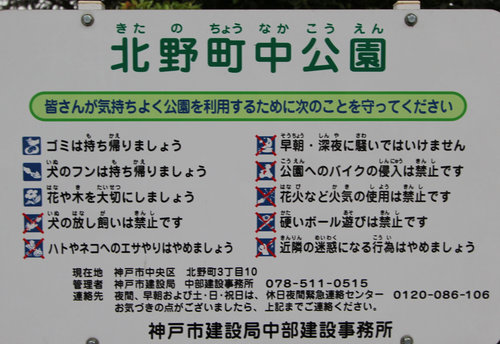 きたのちょうなかこうえん
北野町中公園
皆さんが気持ちよく公園を利用するために次のことを守ってください
ゴミは持ち帰りましょう
犬のフンは持ち帰りましょう
花や木を大切にしましょう
犬の放し飼いは禁止です
ハトやネコへのエサやりはやめましょう
早朝・深夜に騒いではいけません
公園へのバイクの侵入は禁止です
花火など火気の使用は禁止です
硬いボール遊びは禁止です
近隣の迷惑になる行為はやめましょう
現在地 神戸市中央区 北野町3丁目10
管理者 神戸市建設局 中部建設事務所 078-511-0515
連絡先 夜間、早朝および土・日・祝日は、休日夜間緊急連絡センター 0120-086-106
お気づきの点がございましたら、上記までご連絡ください。
神戸市建設局中部建設事務所